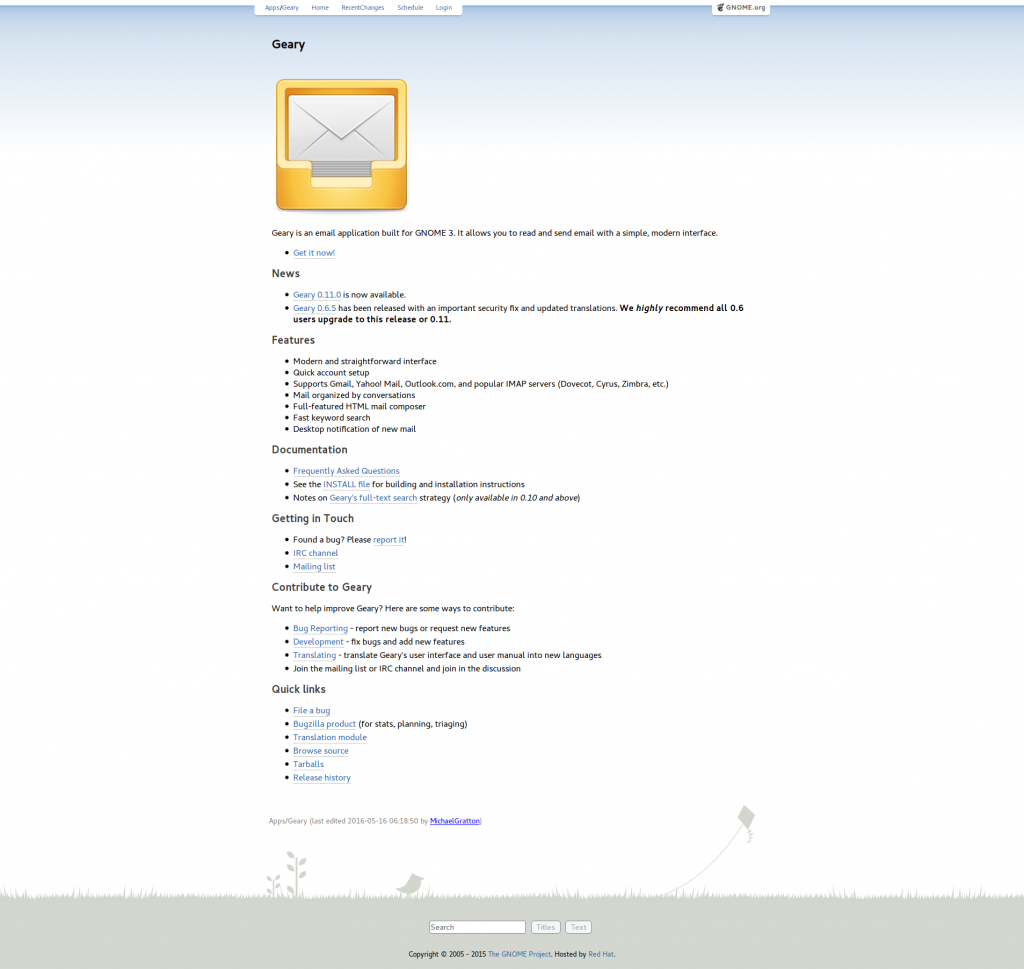 Apps/Geary Home RecentChanges Schedule Login GNOME.org
Geary
Geary is an email application built for GNOME 3. It allows you to read and send email with a simple, modern interface.
Get it now!
News
Geary 0.11.0 is now available.
Geary 0.6.5 has been released with an important security fix and updated translations. We highly recommend all 0.6
users upgrade to this release or 0.11.
Features
Modern and straightforward interface
Quick account setup
Supports Gmail, Yahoo! Mail, Outlook.com, and popular IMAP servers (Dovecot, Cyrus, Zimbra, etc.)
Mail organized by conversations
Full-featured HTML mail composer
Fast keyword search
Desktop notification of new mail
Documentation
Frequently Asked Questions
See the INSTALL file for building and installation instructions
Notes on Geary's full-text search strategy (only available in 0.10 and above)
Getting in Touch
Found a bug? Please report it!
IRC channel
Mailing list
Contribute to Geary
Want to help improve Geary? Here are some ways to contribute:
Bug Reporting - report new bugs or request new features
Development - fix bugs and add new features
Translating - translate Geary's user interface and user manual into new languages
Join the mailing list or IRC channel and join in the discussion
Quick links
File a bug
Bugzilla product (for stats, planning, triaging)
Translation module
Browse source
Tarballs
Release history
Apps/Geary (last edited 2016-05-16 06:18:50 by MichaelGratton)
Search Titles Text
Copyright © 2005 - 2015 The GNOME Project. Hosted by Red Hat.